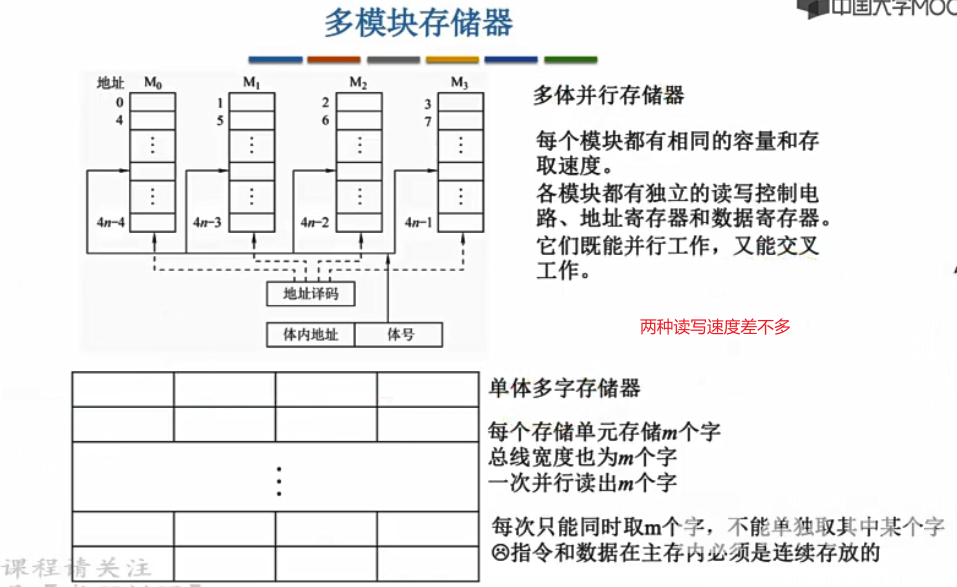 中国大学MOO
多模块存储器
地址 M0 M1 M2 M3
0 1 2 3
4 5 6 7
4n-4 4n-3 4n-2 4n-1
地址译码
体内地址 体号
多体并行存储器
每个模块都有相同的容量和存
取速度。
各模块都有独立的读写控制电
路、地址寄存器和数据寄存器。
它们既能并行工作，又能交叉
工作。
两种读写速度差不多
单体多字存储器
每个存储单元存储m个字
总线宽度也为m个字
一次并行读出m个字
每次只能同时取m个字，不能单独取其中某个字
☹指令和数据在主存内必须是连续存放的
课程请关注